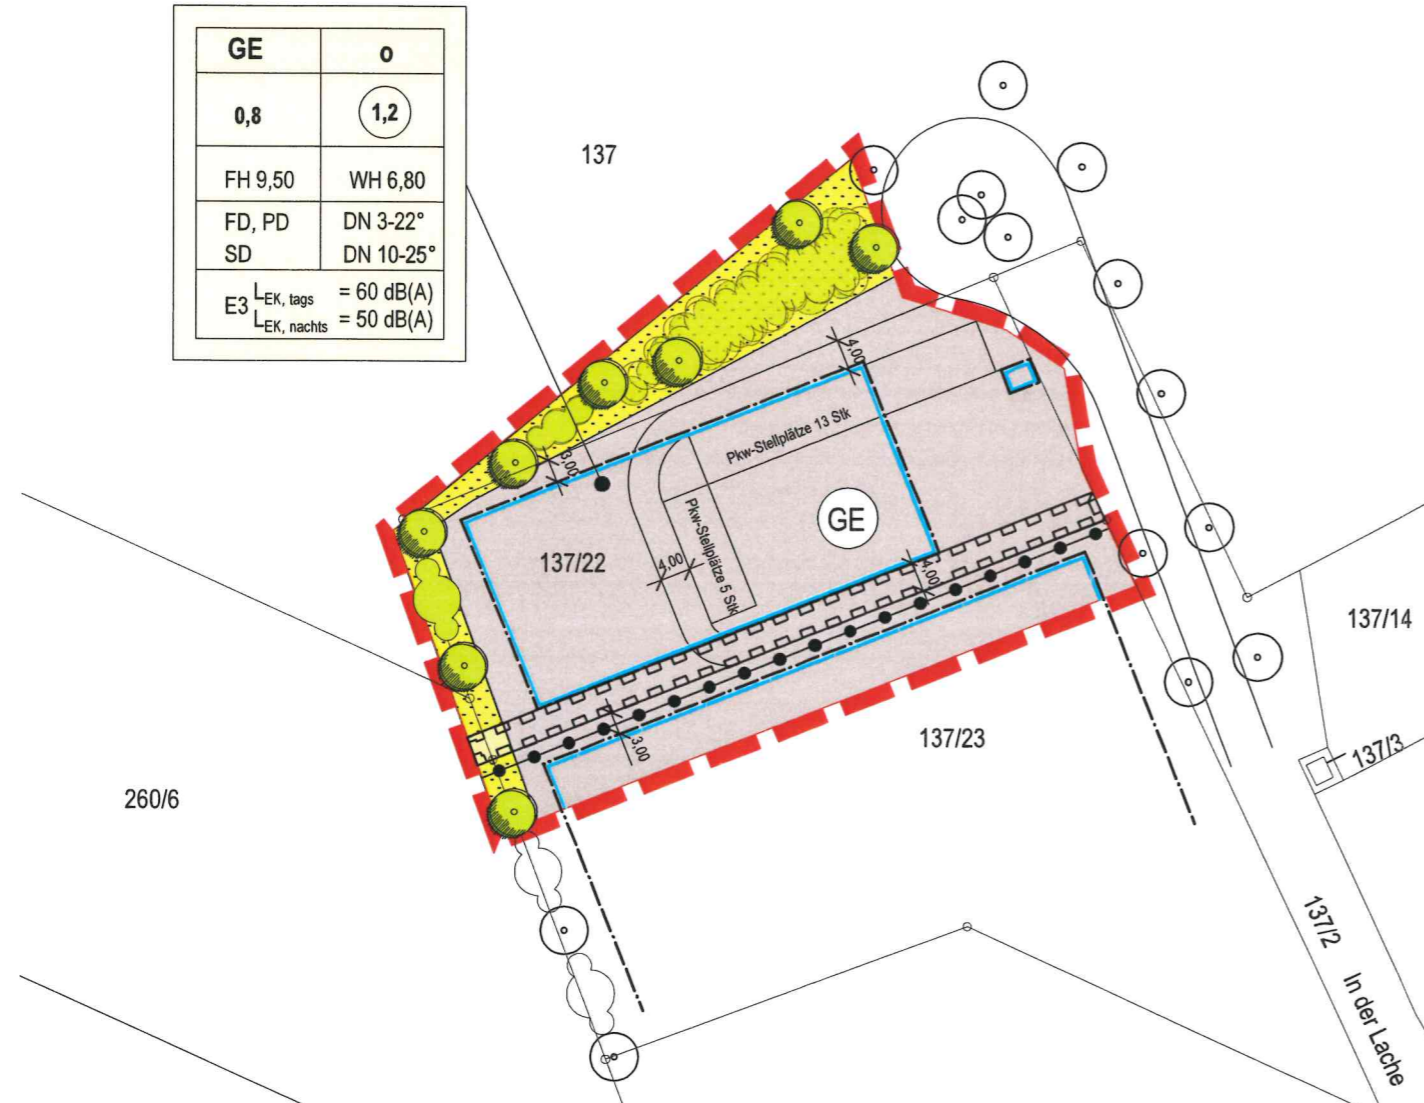 GE o
0,8 1,2
FH 9,50 WH 6,80
FD, PD DN 3-22°
SD DN 10-25°
E3 LEK, tags = 60 dB(A)
LEK, nachts = 50 dB(A)
137
4,00
Pkw-Stellplätze 13 Stk
3,00
GE
137/22
Pkw-Stellplätze 5 Stk
4,00
4,00
137/14
3,00
137/23
137/3
260/6
137/2
In der Lache